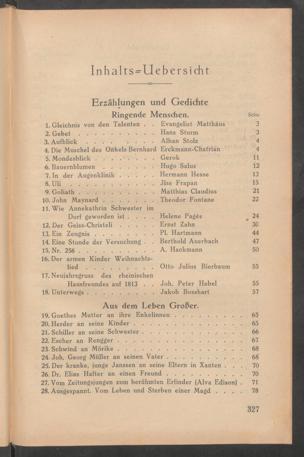 Inhalts=Uebersicht
Erzählungen und Gedichte
Ringende Menschen.
Seite
1. Gleichnis von den Talenten . . Evangelist Matthäus 3
2. Gebet . . . . . . . . . . Hans Sturm 3
3. Aufblick . . . . . . . . . Alban Stolz 4
4. Die Muschel des Onkels Bernhard Erckmann-Chatrian 4
5. Mondesblick . . . . . . . . Gerok 11
6. Bauernblumen . . . . . . . Hugo Salus 12
7. In der Augenklinik . . . . . . Hermann Hesse 12
8. Uli . . . . . . . . . . . Jlse Frapan 15
9. Goliath . . . . . . . . . . Matthias Claudius 21
10. John Maynard . . . . . . . Theodor Fontane 22
11. Wie Annekathrin Schwester im
Dorf geworden ist . . . . . Helene Pagés 24
12. Der Geiss-Christeli . . . . . . Ernst Zahn 30
13. Ein Zeugnis . . . . . . . . Pl. Hartmann 44
14. Eine Stunde der Versuchung . . Berthold Auerbach 47
15. Nr. 256 . . . . . . . . . . A. Hackmann 50
16. Der armen Kinder Weihnachts-
lied . . . . . . . . . . Otto Julius Bierbaum 55
17. Neujahrsgruss des rheinischen
Hausfreundes auf 1813 . . . Joh. Peter Hebel 55
18. Unterwegs . . . . . . . . . Jakob Bosshart 57
Aus dem Leben Großer.
19. Goethes Mutter an ihre Enkelinnen . . . . . . . 65
20. Herder an seine Kinder . . . . . . . . . . 65
21. Schiller an seine Schwester . . . . . . . . . 66
22. Escher an Rengger . . . . . . . . . . . 67
23. Schwind an Mörike . . . . . . . . . . . 68
24. Joh. Georg Müller an seinen Vater . . . . . . . 68
25. Der kranke, junge Janssen an seine Eltern in Xanten . 70
26. Dr. Elias Hafter an einen Freund . . . . . . . 70
27. Vom Zeitungsjungen zum berühmten Erfinder (Alva Edison) . 71
28. Ausgespannt. Vom Leben und Sterben einer Magd . . . 78
327